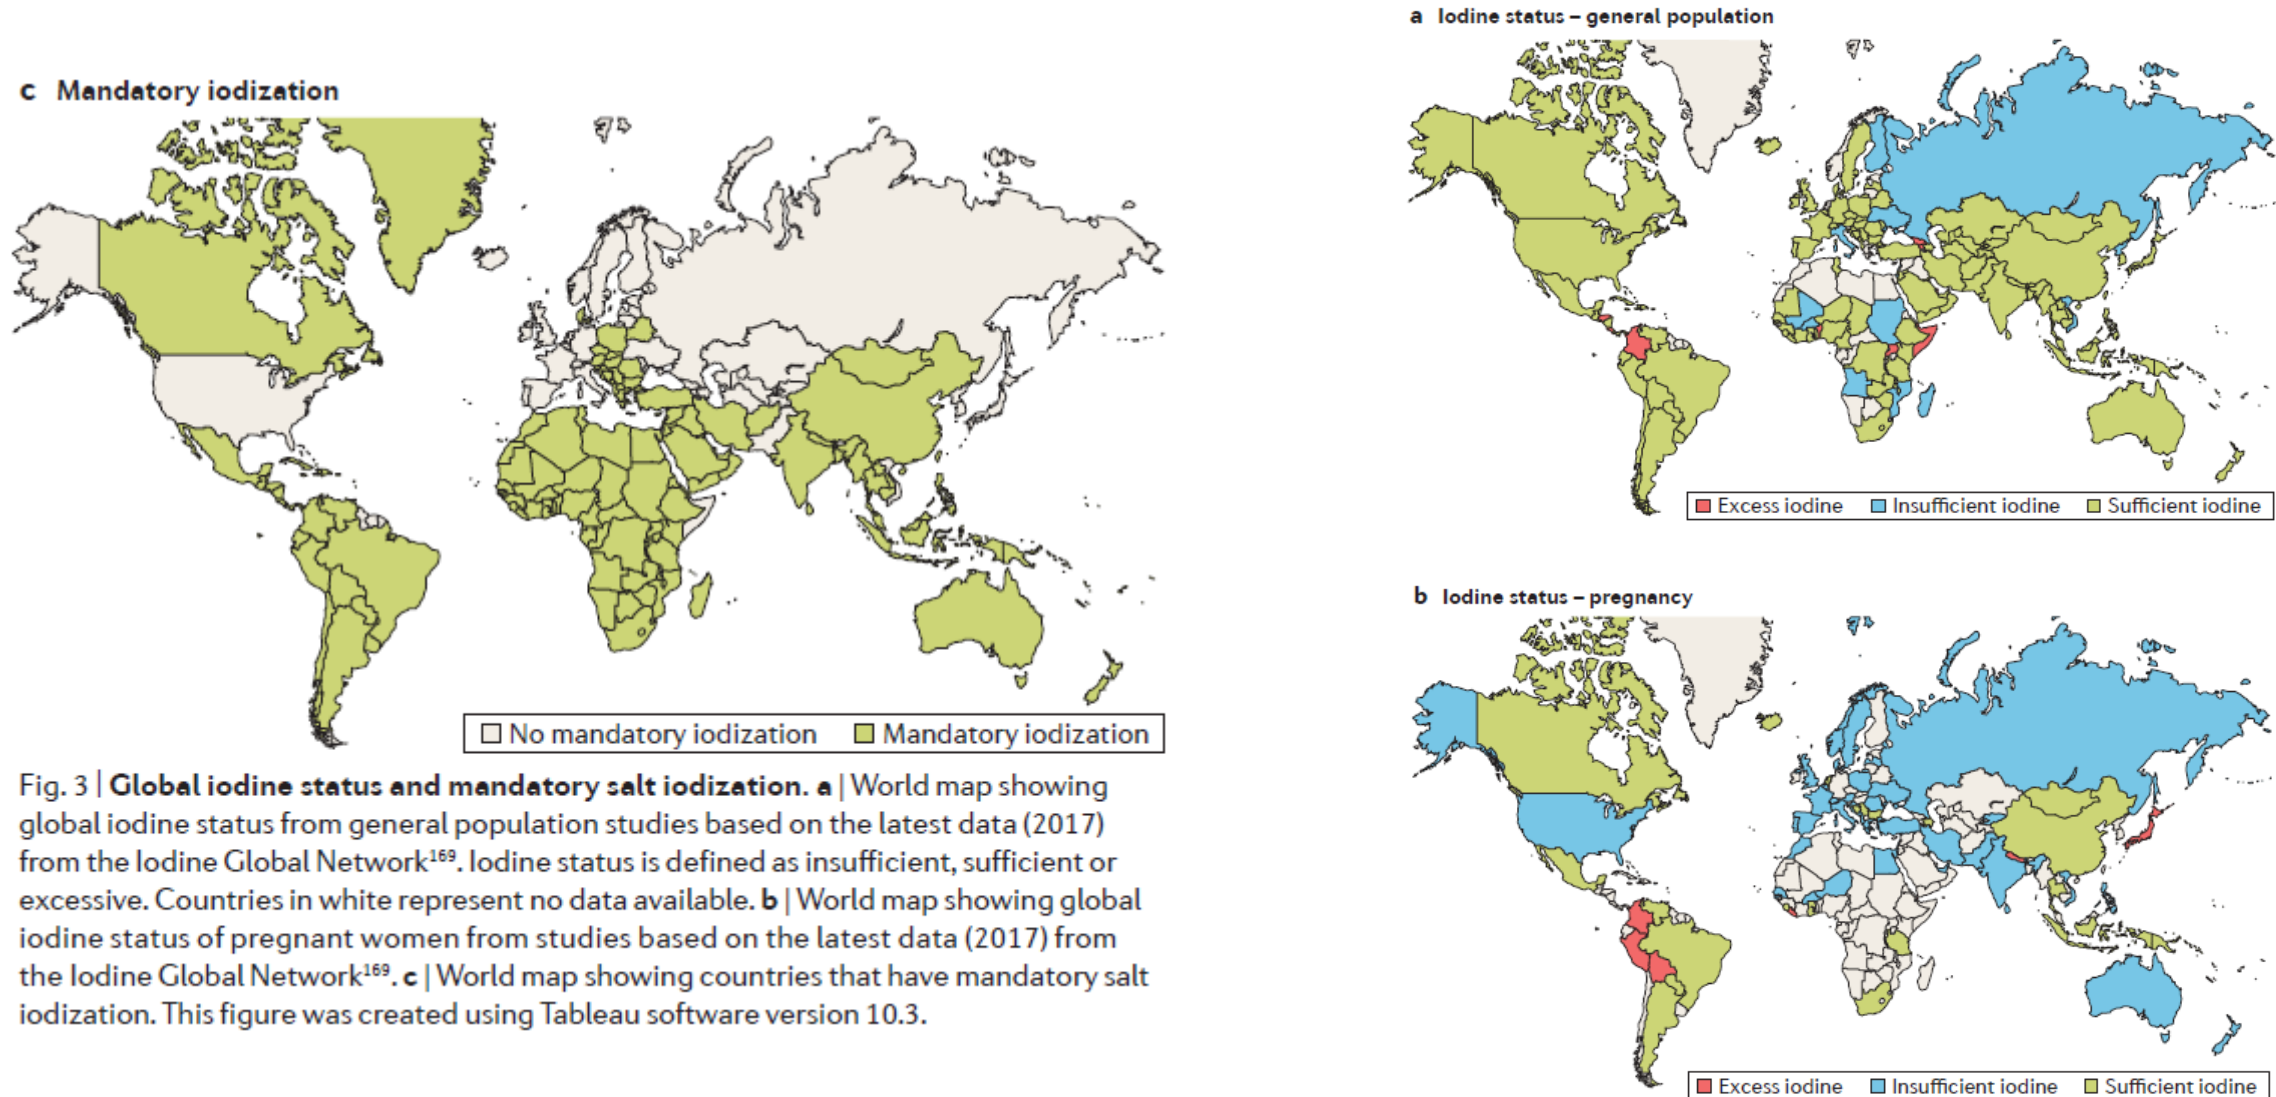 c Mandatory iodization
No mandatory iodization Mandatory iodization
Fig. 3 | Global iodine status and mandatory salt iodization. a | World map showing
global iodine status from general population studies based on the latest data (2017)
from the Iodine Global Network¹⁶⁹. Iodine status is defined as insufficient, sufficient or
excessive. Countries in white represent no data available. b | World map showing global
iodine status of pregnant women from studies based on the latest data (2017) from
the Iodine Global Network¹⁶⁹. c | World map showing countries that have mandatory salt
iodization. This figure was created using Tableau software version 10.3.
a Iodine status – general population
Excess iodine Insufficient iodine Sufficient iodine
b Iodine status – pregnancy
Excess iodine Insufficient iodine Sufficient iodine